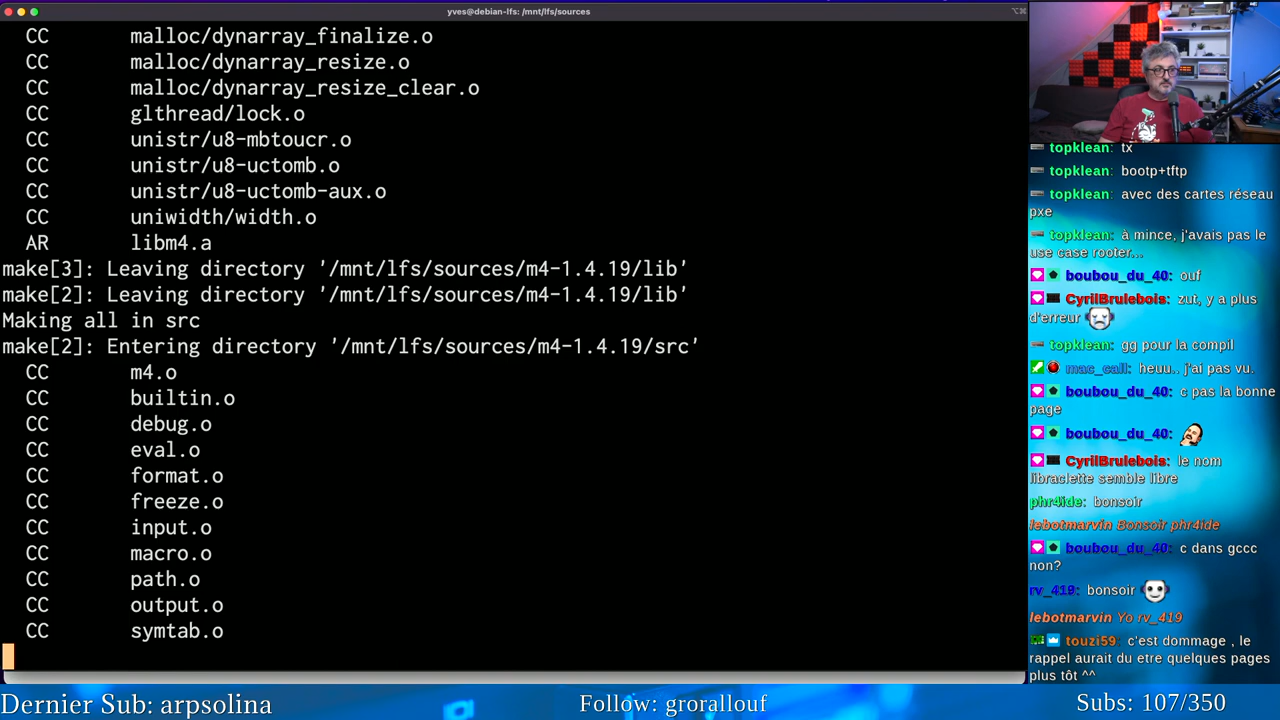 yves@debian-lfs: /mnt/lfs/sources
⌥⌘
CC malloc/dynarray_finalize.o
CC malloc/dynarray_resize.o
CC malloc/dynarray_resize_clear.o
CC glthread/lock.o
CC unistr/u8-mbtoucr.o
CC unistr/u8-uctomb.o
CC unistr/u8-uctomb-aux.o
CC uniwidth/width.o
AR libm4.a
make[3]: Leaving directory '/mnt/lfs/sources/m4-1.4.19/lib'
make[2]: Leaving directory '/mnt/lfs/sources/m4-1.4.19/lib'
Making all in src
make[2]: Entering directory '/mnt/lfs/sources/m4-1.4.19/src'
CC m4.o
CC builtin.o
CC debug.o
CC eval.o
CC format.o
CC freeze.o
CC input.o
CC macro.o
CC path.o
CC output.o
CC symtab.o
topklean: tx
topklean: bootp+tftp
topklean: avec des cartes réseau
pxe
topklean: à mince, j'avais pas le
use case rooter...
boubou_du_40: ouf
CyrilBrulebois: zut, y a plus
d'erreur
topklean: gg pour la compil
mac_call: heuu.. j'ai pas vu.
boubou_du_40: c pas la bonne
page
boubou_du_40:
CyrilBrulebois: le nom
libraclette semble libre
phr4ide: bonsoir
lebotmarvin Bonsoir phr4ide
boubou_du_40: c dans gccc
non?
rv_419: bonsoir
lebotmarvin Yo rv_419
touzi59: c'est dommage , le
rappel aurait du etre quelques pages
plus tôt ^^
Dernier Sub: arpsolina
Follow: grorallouf
Subs: 107/350